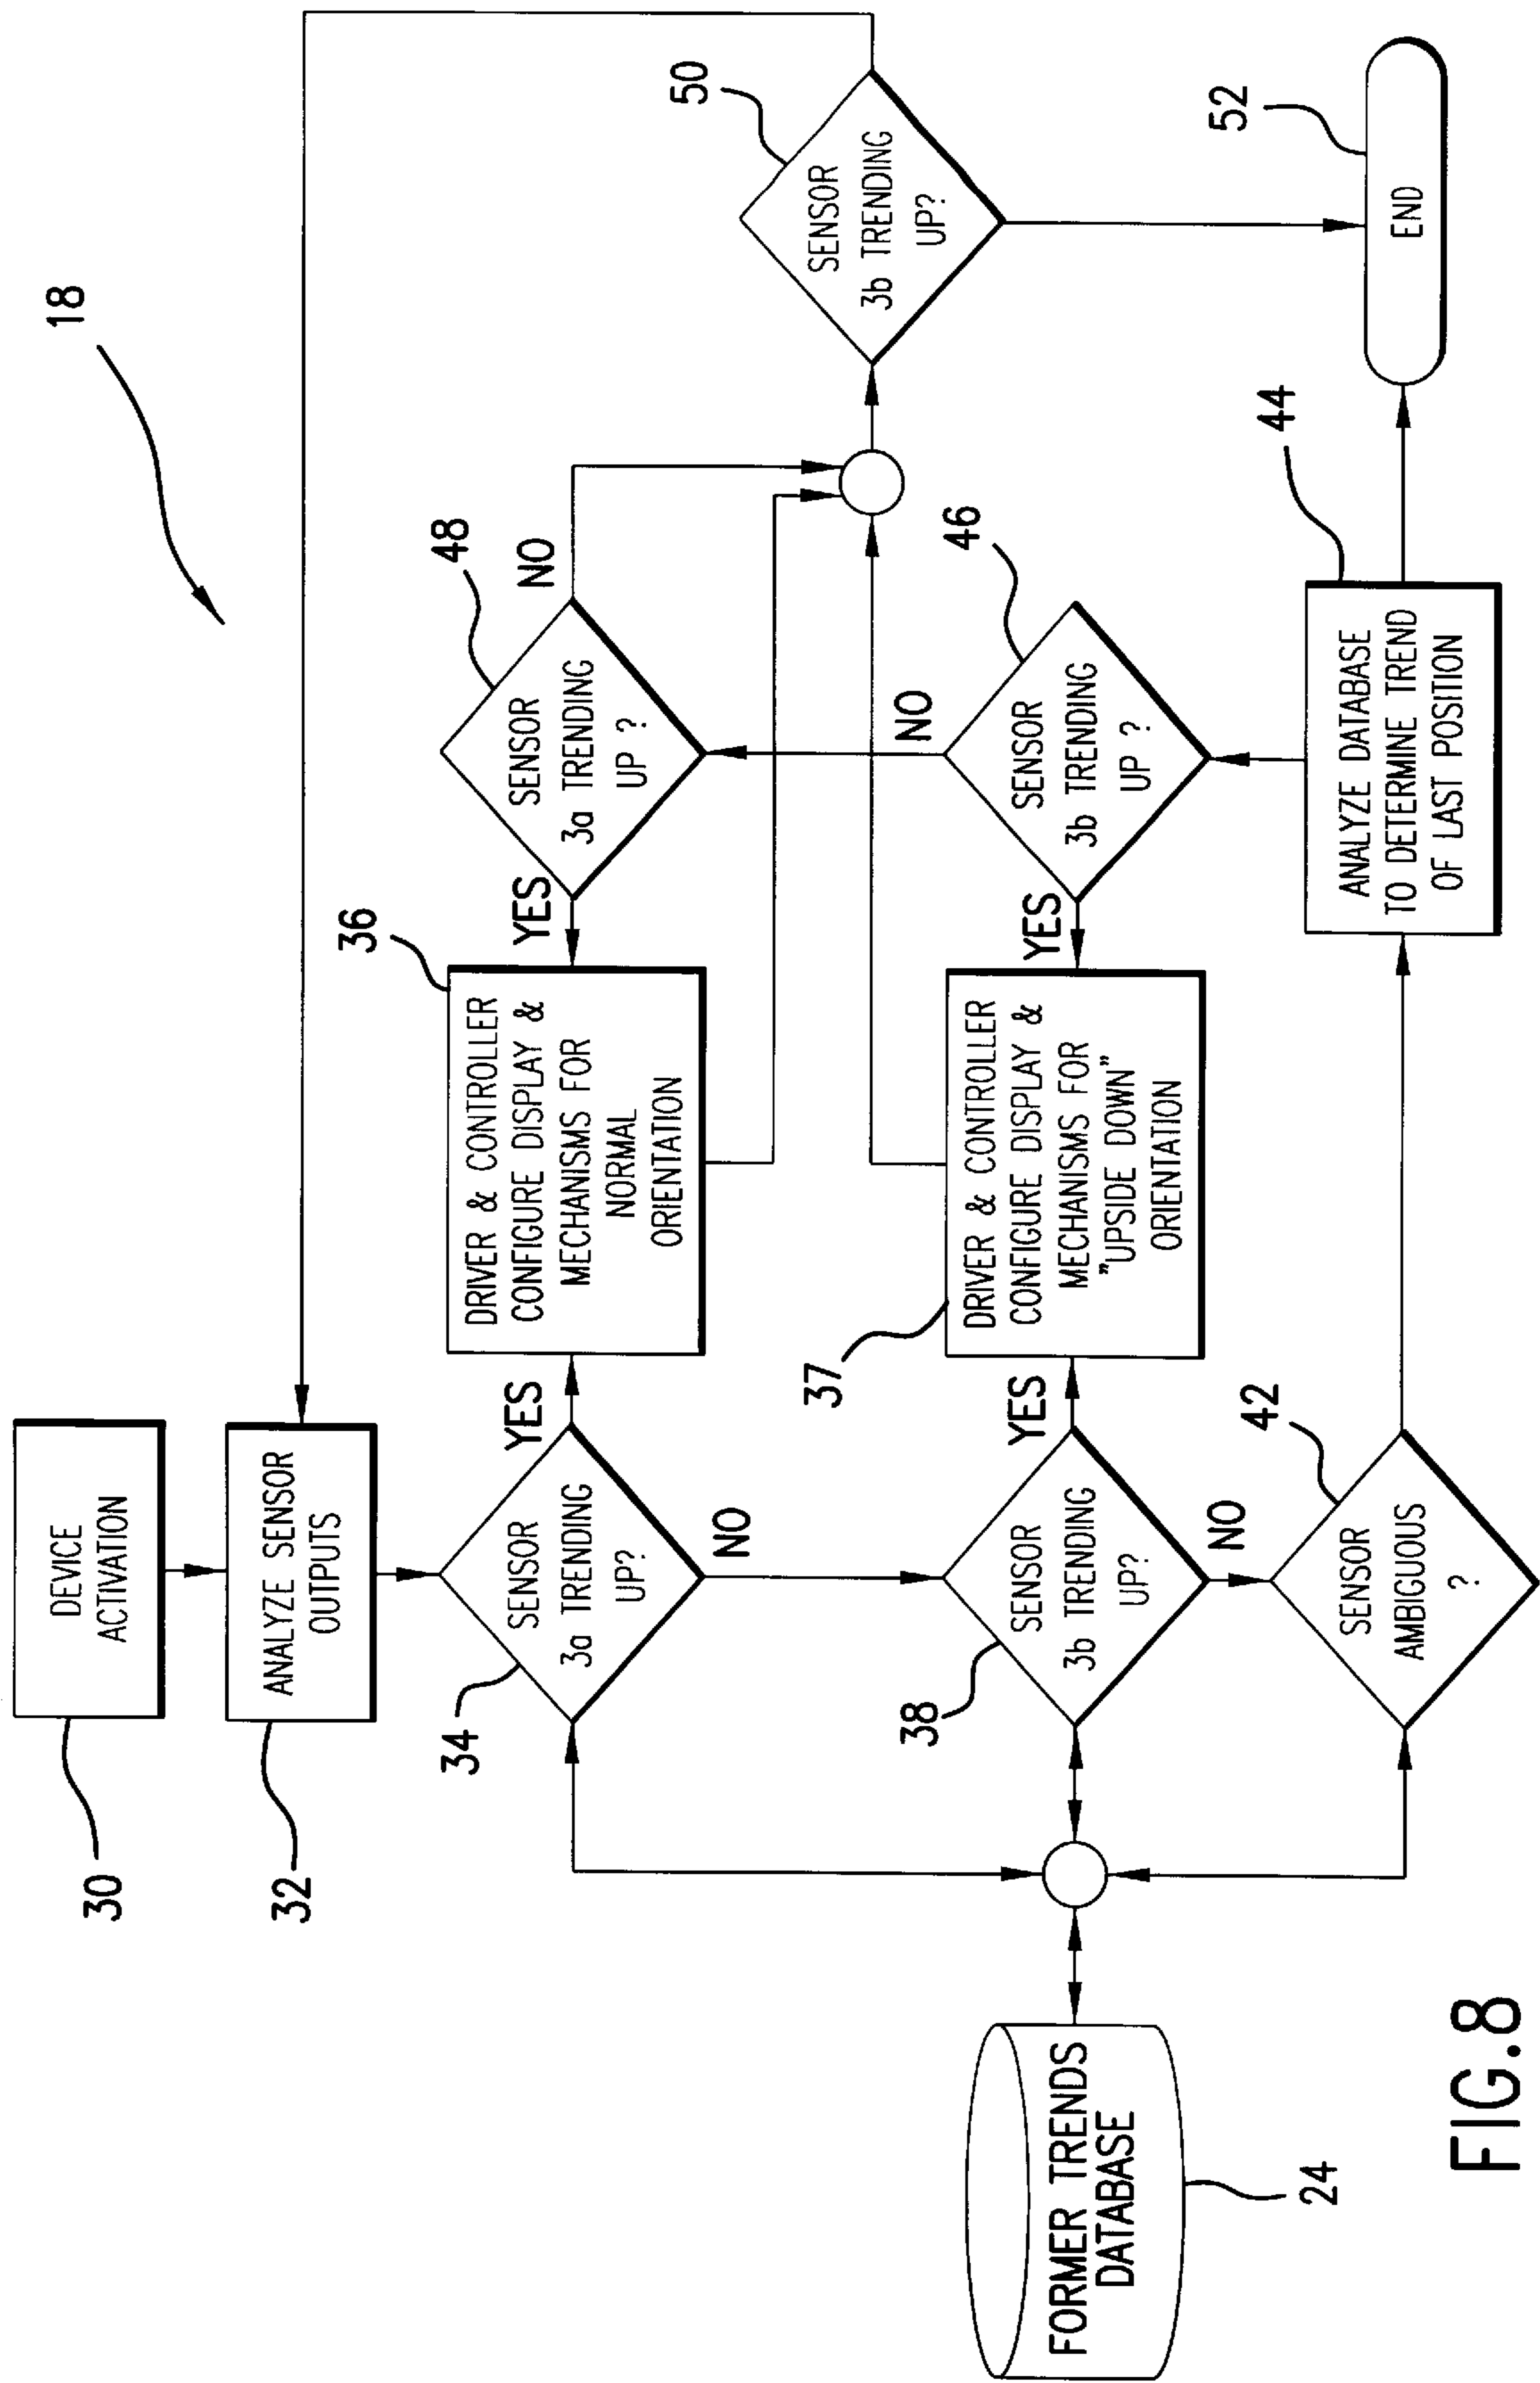 18
30
DEVICE
ACTIVATION
32
ANALYZE SENSOR
OUTPUTS
34
SENSOR
3a TRENDING
UP?
YES
NO
36
DRIVER & CONTROLLER
CONFIGURE DISPLAY &
MECHANISMS FOR
NORMAL
ORIENTATION
YES
48
SENSOR
3a TRENDING
UP ?
NO
50
SENSOR
3b TRENDING
UP?
38
SENSOR
3b TRENDING
UP?
YES
NO
37
DRIVER & CONTROLLER
CONFIGURE DISPLAY &
MECHANISMS FOR
"UPSIDE DOWN"
ORIENTATION
YES
46
SENSOR
3b TRENDING
UP ?
NO
FORMER TRENDS
DATABASE
24
42
SENSOR
AMBIGUOUS
?
44
ANALYZE DATABASE
TO DETERMINE TREND
OF LAST POSITION
52
END
FIG.8